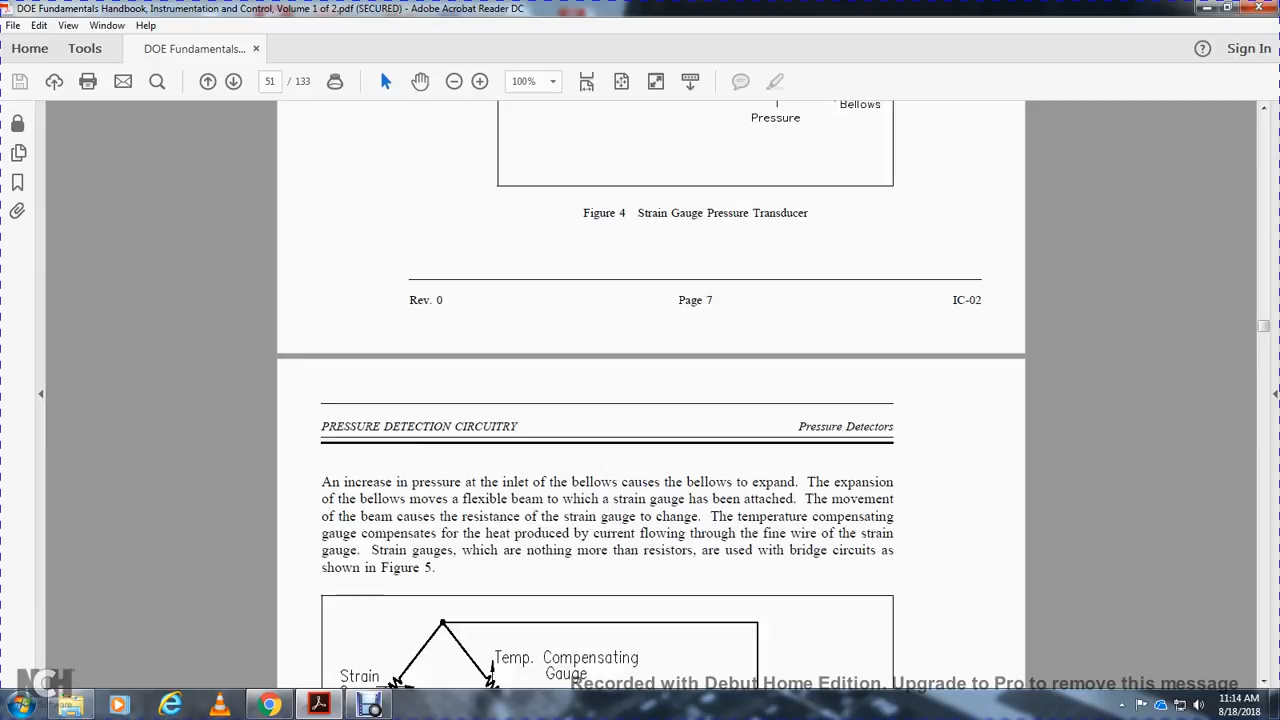 DOE Fundamentals Handbook, Instrumentation and Control, Volume 1 of 2.pdf (SECURED) - Adobe Acrobat Reader DC
File Edit View Window Help
Home Tools DOE Fundamentals... × Sign In
51 / 133 100%
Bellows
Pressure
Figure 4 Strain Gauge Pressure Transducer
Rev. 0 Page 7 IC-02
PRESSURE DETECTION CIRCUITRY Pressure Detectors
An increase in pressure at the inlet of the bellows causes the bellows to expand. The expansion
of the bellows moves a flexible beam to which a strain gauge has been attached. The movement
of the beam causes the resistance of the strain gauge to change. The temperature compensating
gauge compensates for the heat produced by current flowing through the fine wire of the strain
gauge. Strain gauges, which are nothing more than resistors, are used with bridge circuits as
shown in Figure 5.
Temp. Compensating
Gauge
Strain
Recorded with Debut Home Edition. Upgrade to Pro to remove this message
NCH
Software
11:14 AM
8/18/2018